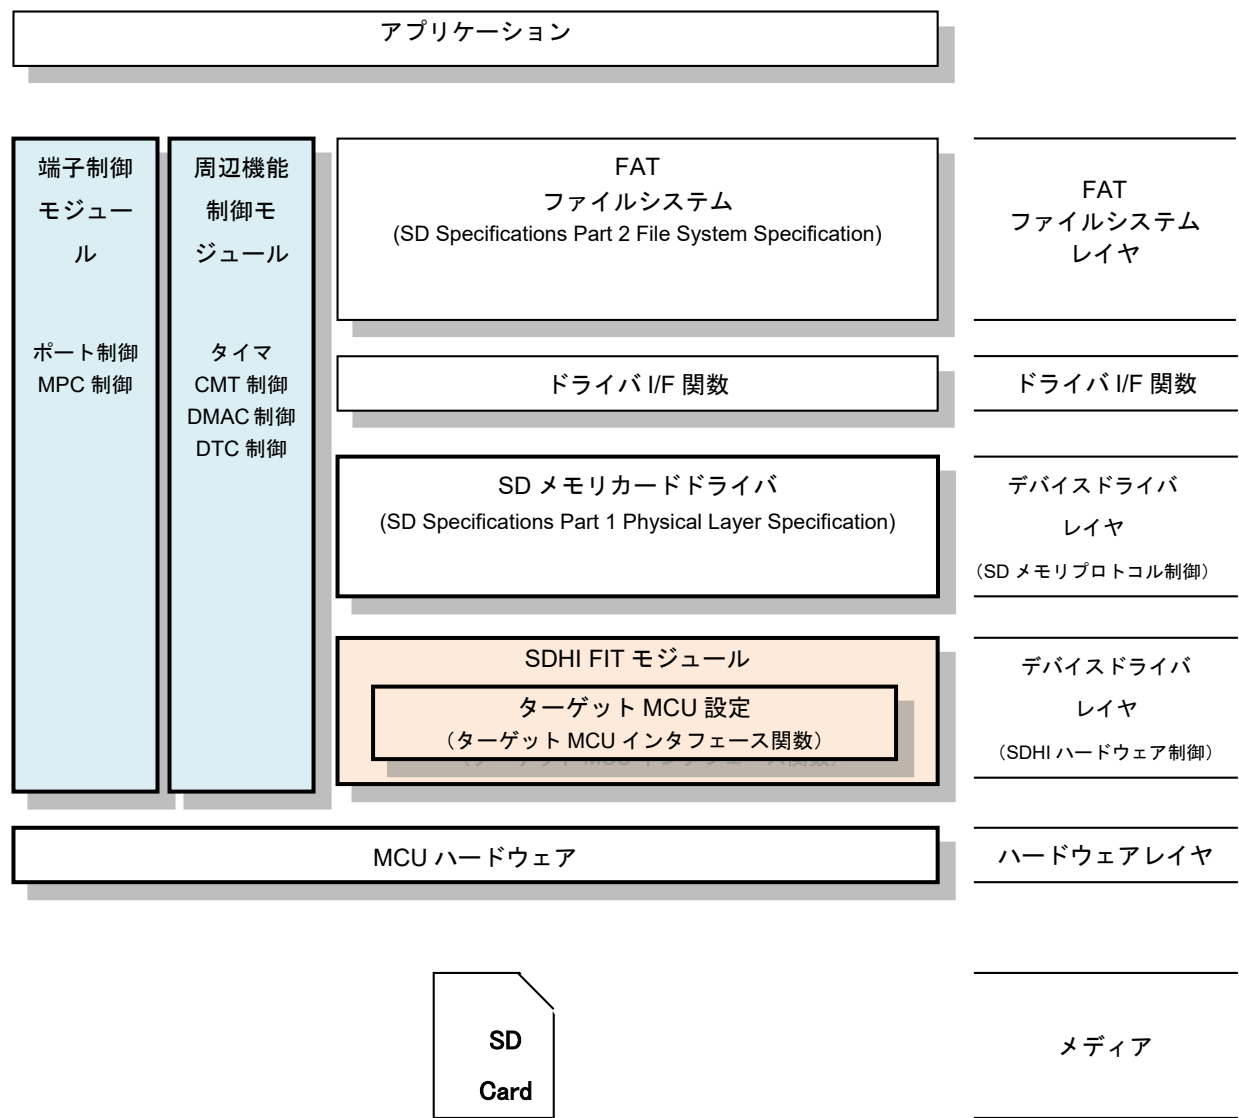 アプリケーション
端子制御
モジュー
ル
ポート制御
MPC 制御
周辺機能
制御モ
ジュール
タイマ
CMT 制御
DMAC 制御
DTC 制御
FAT
ファイルシステム
(SD Specifications Part 2 File System Specification)
FAT
ファイルシステム
レイヤ
ドライバ I/F 関数
ドライバ I/F 関数
SD メモリカードドライバ
(SD Specifications Part 1 Physical Layer Specification)
デバイスドライバ
レイヤ
（SD メモリプロトコル制御）
SDHI FIT モジュール
ターゲット MCU 設定
（ターゲット MCU インタフェース関数）
デバイスドライバ
レイヤ
（SDHI ハードウェア制御）
MCU ハードウェア
ハードウェアレイヤ
SD
Card
メディア